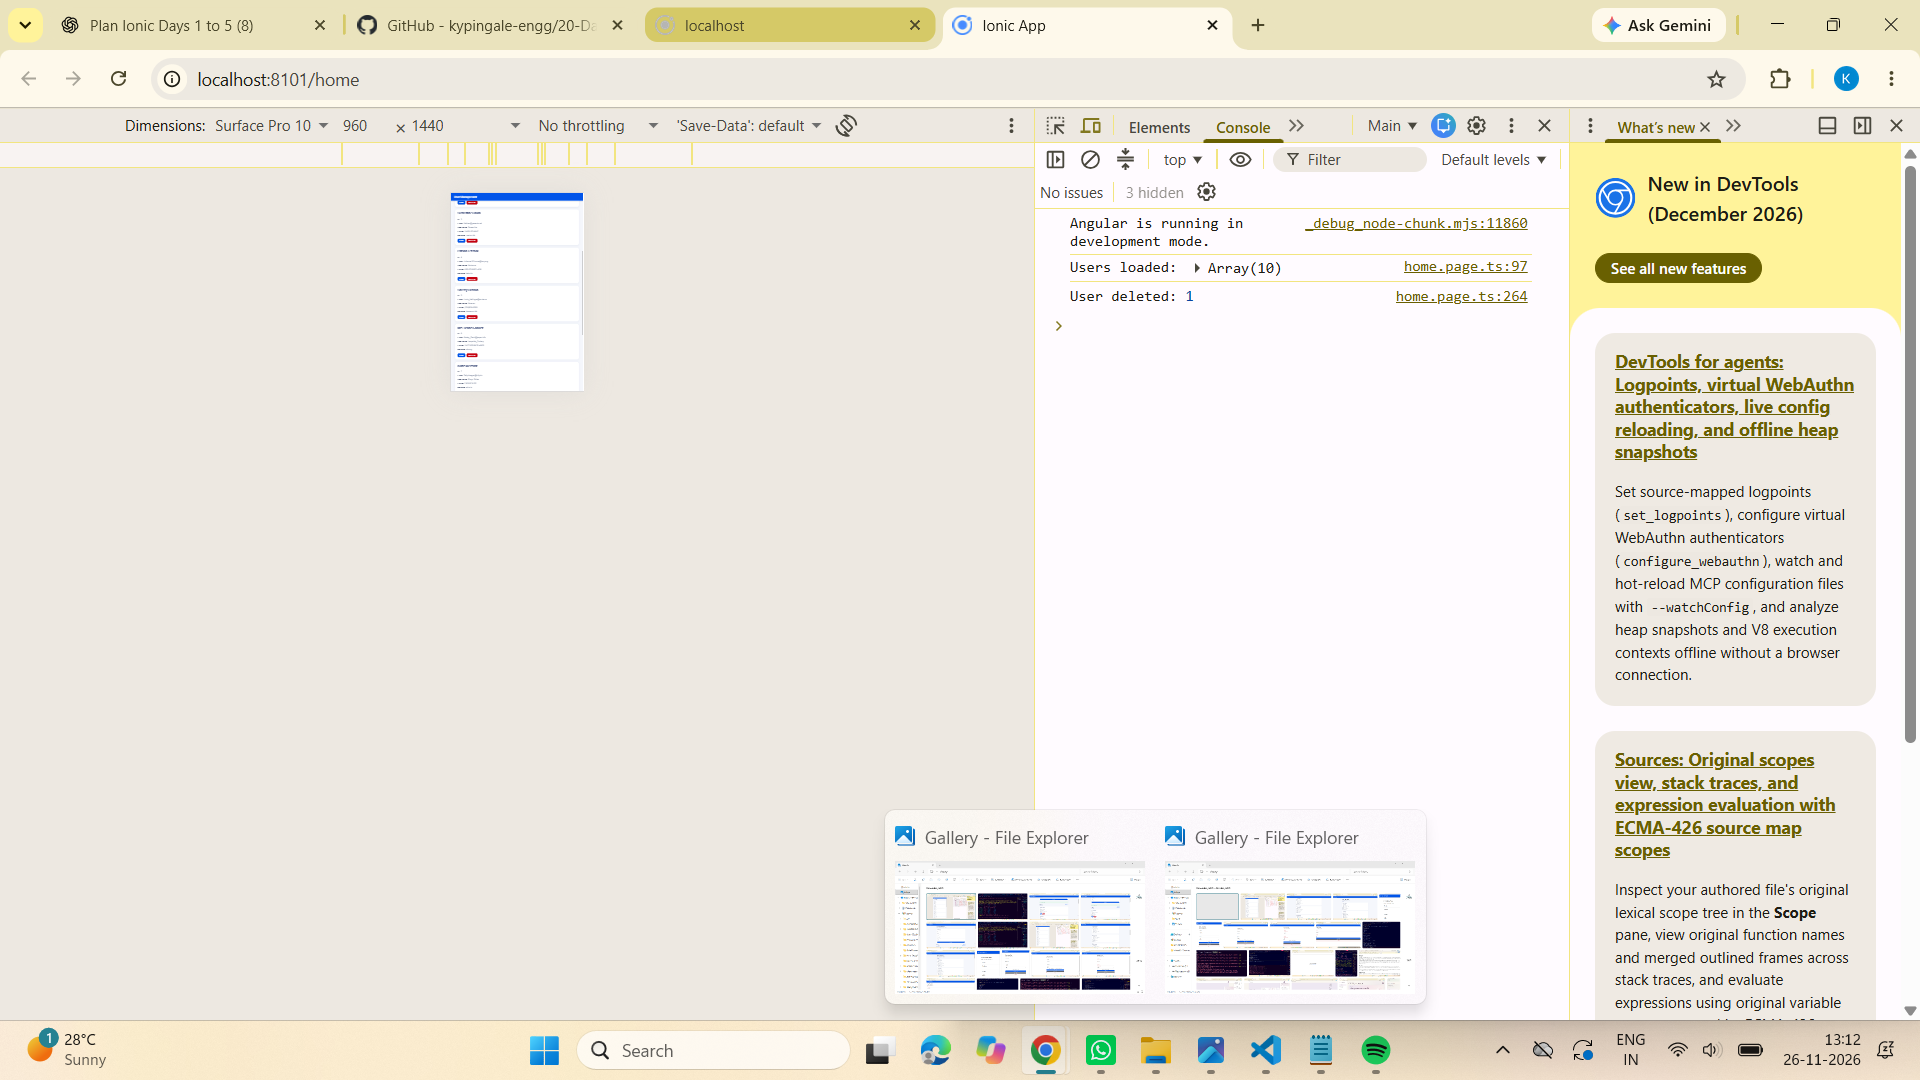 Plan Ionic Days 1 to 5 (8)
GitHub - kypingale-engg/20-Da
localhost
Ionic App
Ask Gemini
localhost:8101/home
K
Dimensions: Surface Pro 10 960 × 1440 No throttling 'Save-Data': default
Elements Console Main
What's new
top Filter Default levels
No issues 3 hidden
Angular is running in development mode. _debug_node-chunk.mjs:11860
Users loaded: Array(10) home.page.ts:97
User deleted: 1 home.page.ts:264
New in DevTools
(December 2026)
See all new features
DevTools for agents:
Logpoints, virtual WebAuthn
authenticators, live config
reloading, and offline heap
snapshots
Set source-mapped logpoints
( set_logpoints ), configure virtual
WebAuthn authenticators
( configure_webauthn ), watch and
hot-reload MCP configuration files
with --watchConfig , and analyze
heap snapshots and V8 execution
contexts offline without a browser
connection.
Sources: Original scopes
view, stack traces, and
expression evaluation with
ECMA-426 source map
scopes
Inspect your authored file's original
lexical scope tree in the Scope
pane, view original function names
and merged outlined frames across
stack traces, and evaluate
expressions using original variable
Gallery - File Explorer
Gallery - File Explorer
1
28°C
Sunny
Search
ENG
IN
13:12
26-11-2026